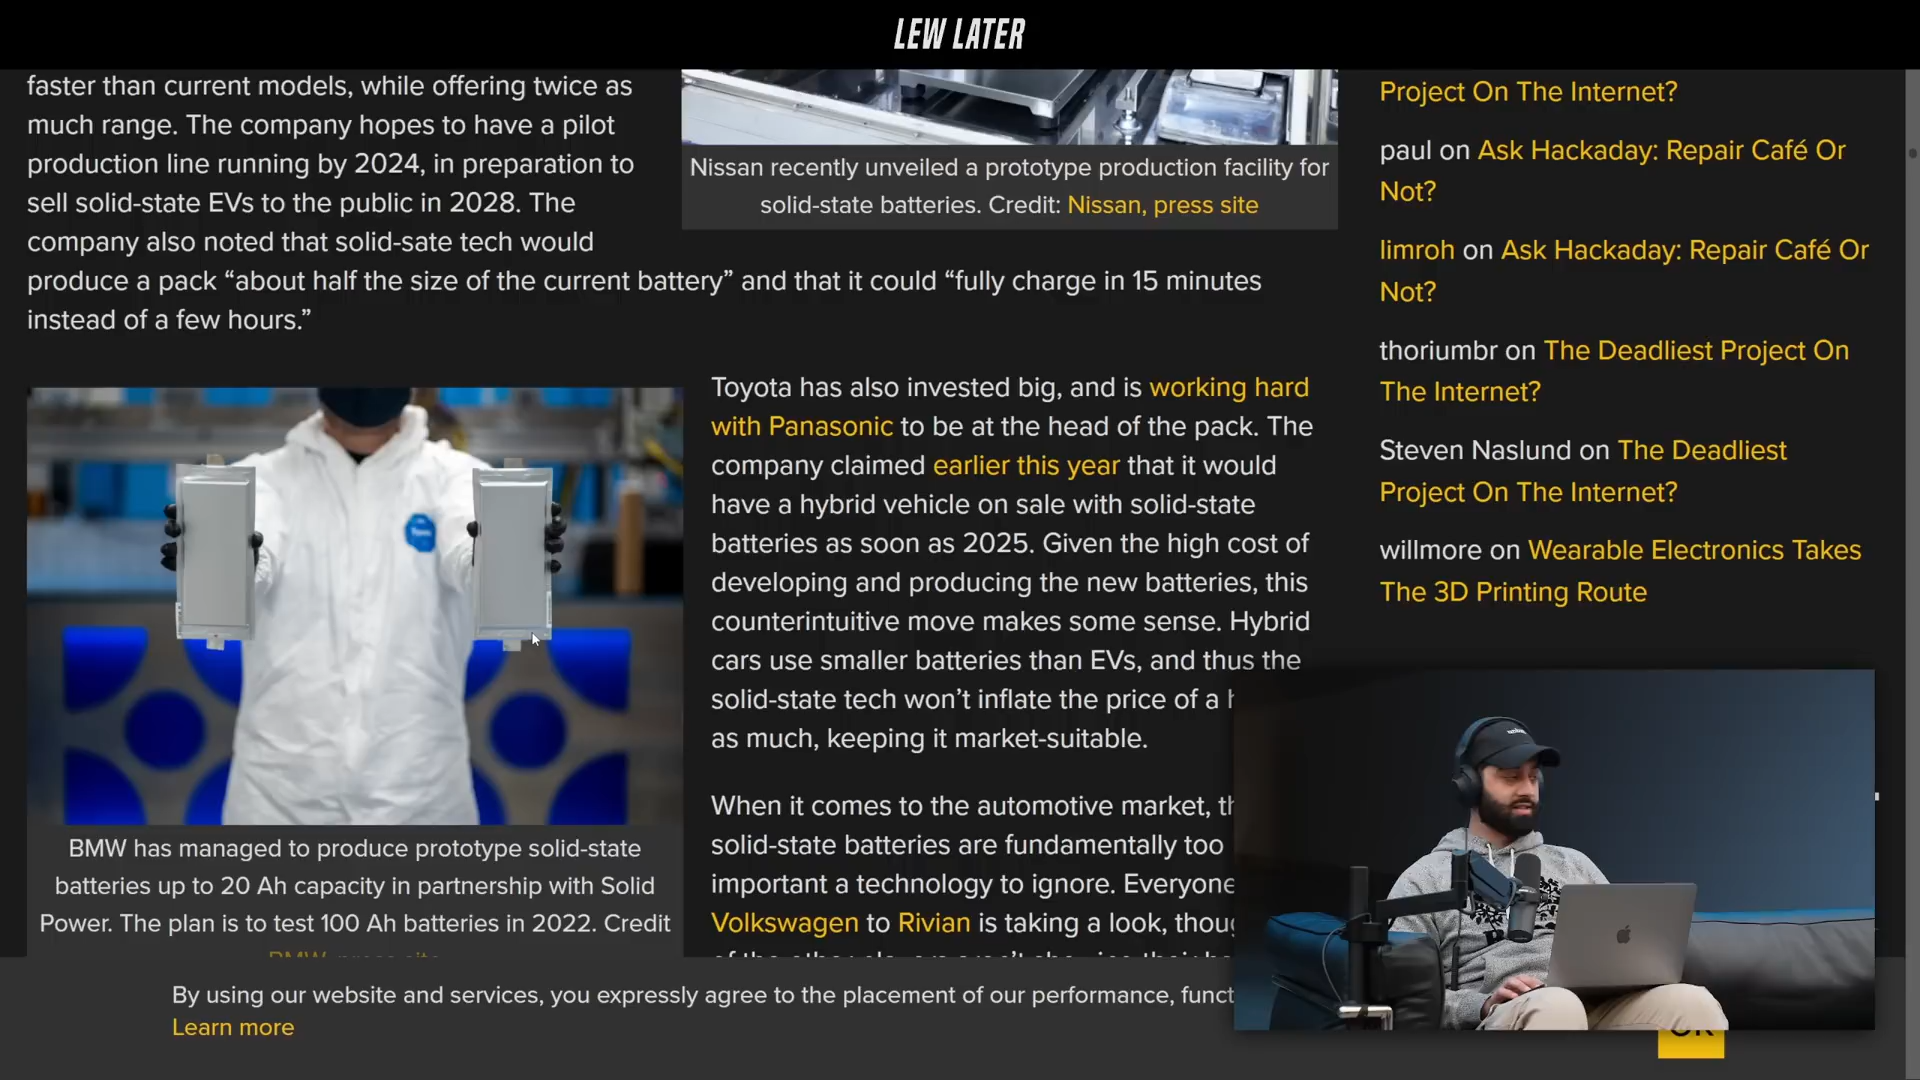 LEW LATER
faster than current models, while offering twice as
much range. The company hopes to have a pilot
production line running by 2024, in preparation to
sell solid-state EVs to the public in 2028. The
company also noted that solid-sate tech would
produce a pack “about half the size of the current battery” and that it could “fully charge in 15 minutes
instead of a few hours.”
Nissan recently unveiled a prototype production facility for
solid-state batteries. Credit: Nissan, press site
BMW has managed to produce prototype solid-state
batteries up to 20 Ah capacity in partnership with Solid
Power. The plan is to test 100 Ah batteries in 2022. Credit
BMW, press site
Toyota has also invested big, and is working hard
with Panasonic to be at the head of the pack. The
company claimed earlier this year that it would
have a hybrid vehicle on sale with solid-state
batteries as soon as 2025. Given the high cost of
developing and producing the new batteries, this
counterintuitive move makes some sense. Hybrid
cars use smaller batteries than EVs, and thus the
solid-state tech won’t inflate the price of a
as much, keeping it market-suitable.
When it comes to the automotive market,
solid-state batteries are fundamentally too
important a technology to ignore. Everyone
Volkswagen to Rivian is taking a look,
Project On The Internet?
paul on Ask Hackaday: Repair Café Or
Not?
limroh on Ask Hackaday: Repair Café Or
Not?
thoriumbr on The Deadliest Project On
The Internet?
Steven Naslund on The Deadliest
Project On The Internet?
willmore on Wearable Electronics Takes
The 3D Printing Route
By using our website and services, you expressly agree to the placement of our performance,
Learn more
OK